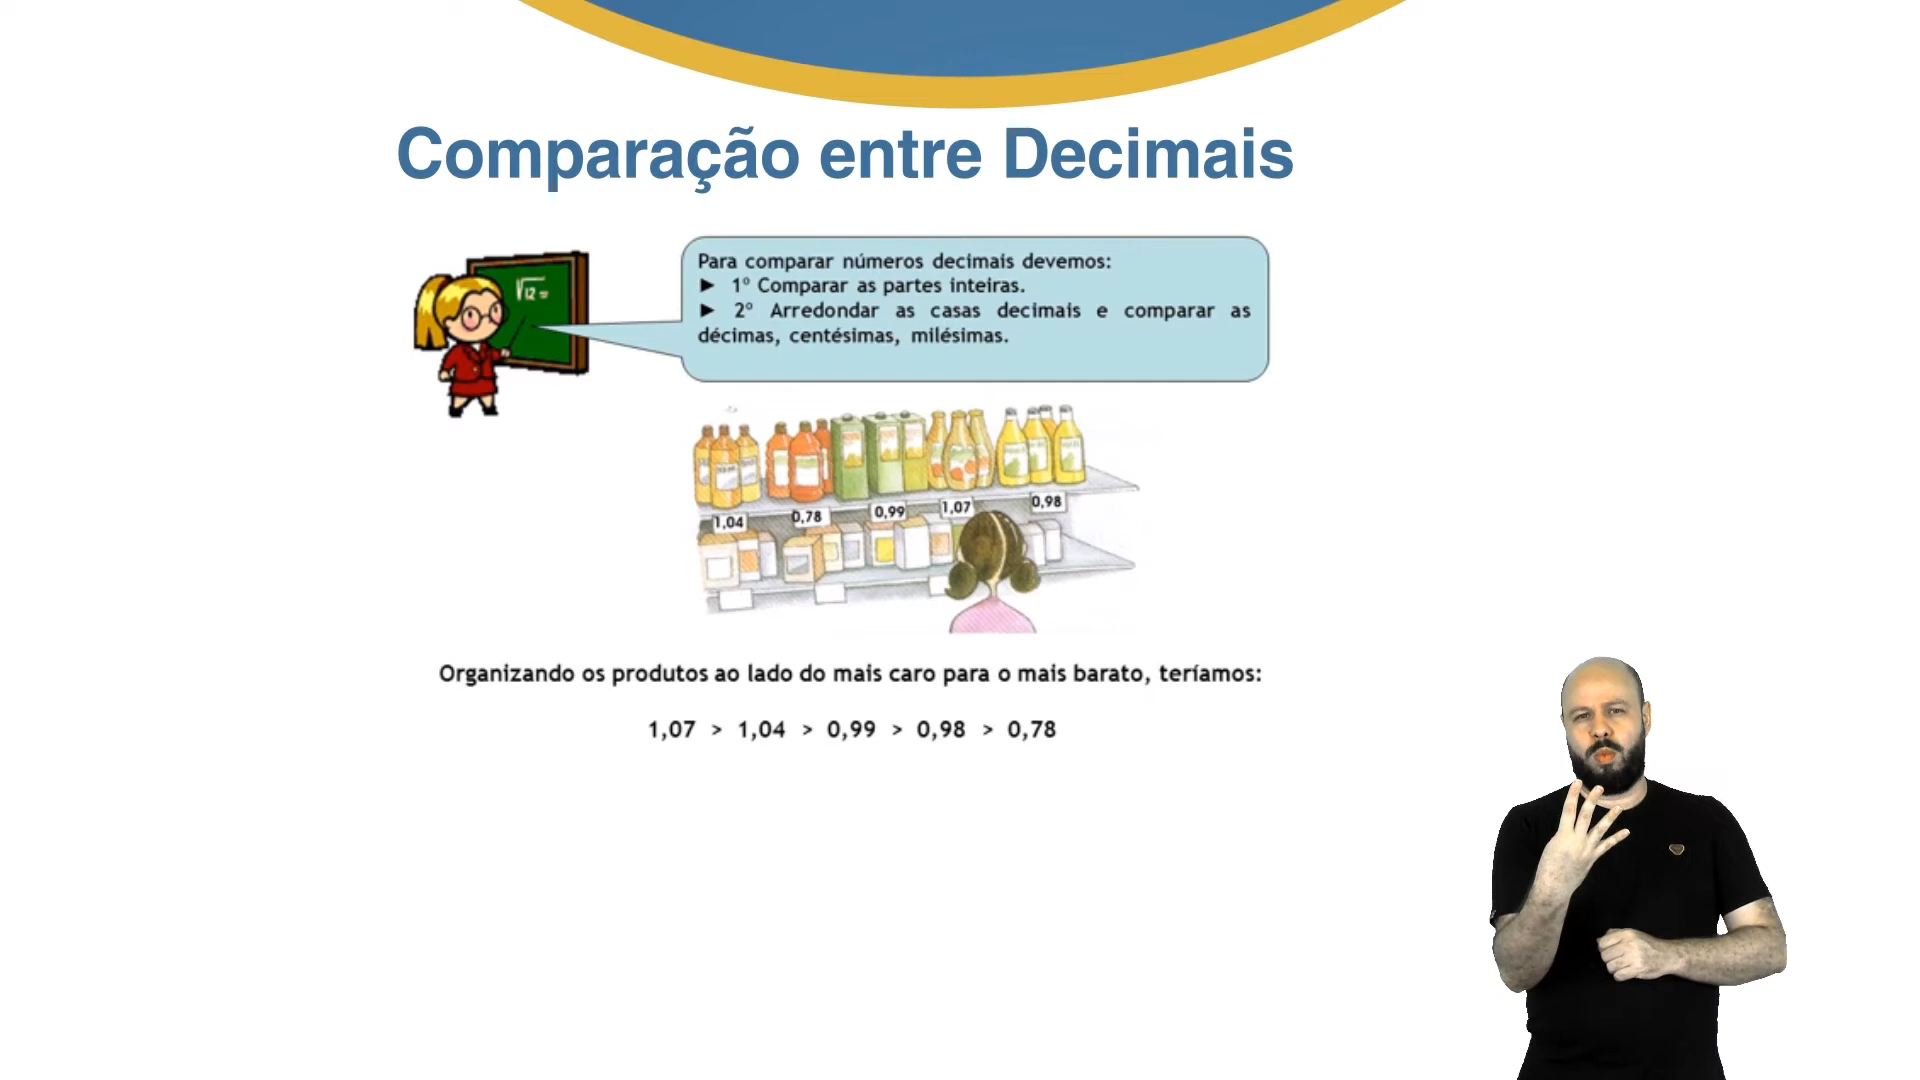 Comparação entre Decimais
√12 =
Para comparar números decimais devemos:
► 1º Comparar as partes inteiras.
► 2º Arredondar as casas decimais e comparar as
décimas, centésimas, milésimas.
1,04 0,78 0,99 1,07 0,98
Organizando os produtos ao lado do mais caro para o mais barato, teríamos:
1,07 > 1,04 > 0,99 > 0,98 > 0,78